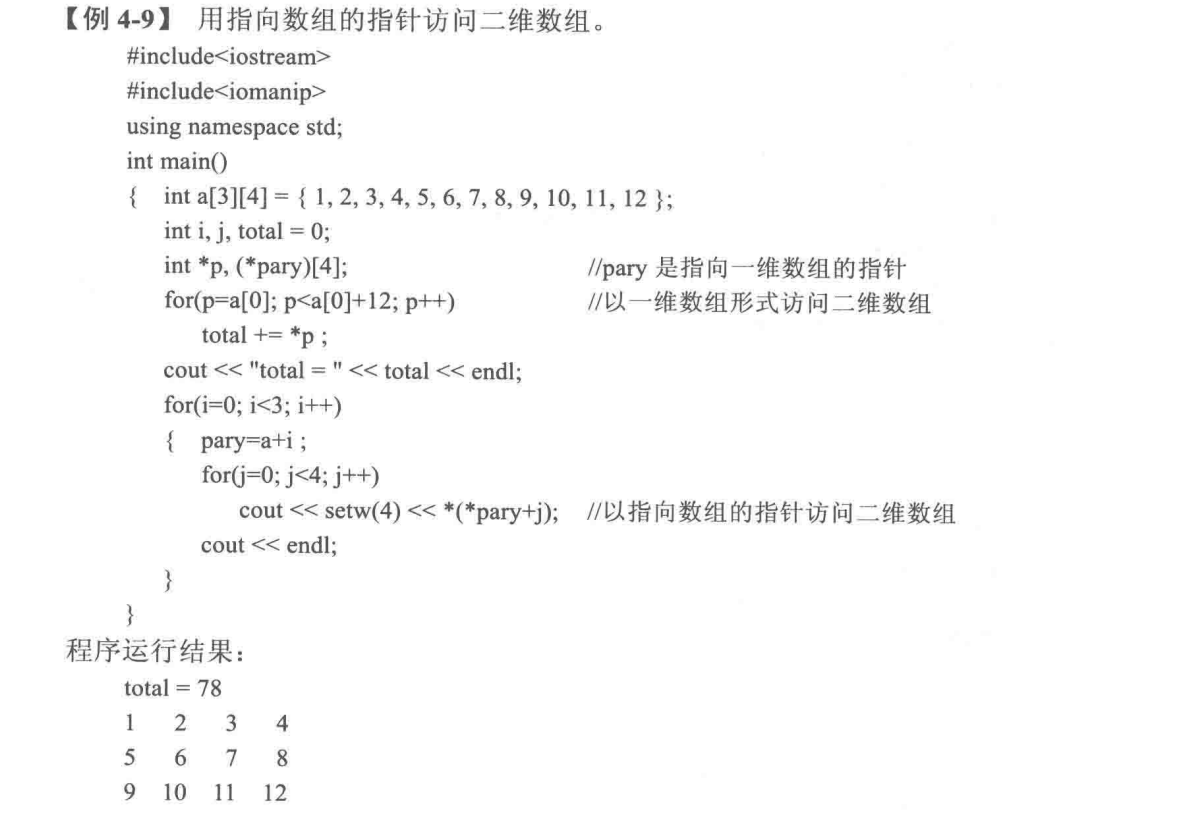 【例 4-9】 用指向数组的指针访问二维数组。
#include<iostream>
#include<iomanip>
using namespace std;
int main()
{ int a[3][4] = { 1, 2, 3, 4, 5, 6, 7, 8, 9, 10, 11, 12 };
int i, j, total = 0;
int *p, (*pary)[4]; //pary 是指向一维数组的指针
for(p=a[0]; p<a[0]+12; p++) //以一维数组形式访问二维数组
total += *p ;
cout << "total = " << total << endl;
for(i=0; i<3; i++)
{ pary=a+i ;
for(j=0; j<4; j++)
cout << setw(4) << *(*pary+j); //以指向数组的指针访问二维数组
cout << endl;
}
}
程序运行结果：
total = 78
1 2 3 4
5 6 7 8
9 10 11 12